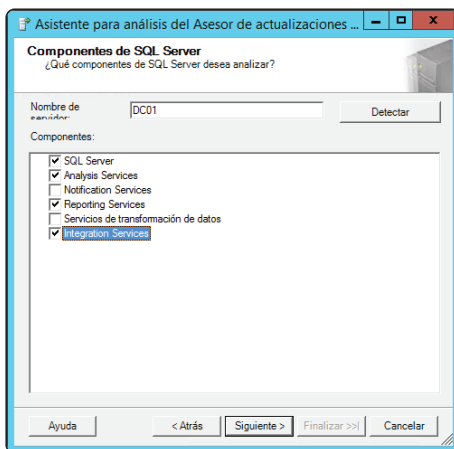 Asistente para análisis del Asesor de actualizaciones ...
Componentes de SQL Server
¿Qué componentes de SQL Server desea analizar?
Nombre de
servidor:
DC01
Detectar
Componentes:
SQL Server
Analysis Services
Notification Services
Reporting Services
Servicios de transformación de datos
Integration Services
Ayuda
< Atrás
Siguiente >
Finalizar >>|
Cancelar